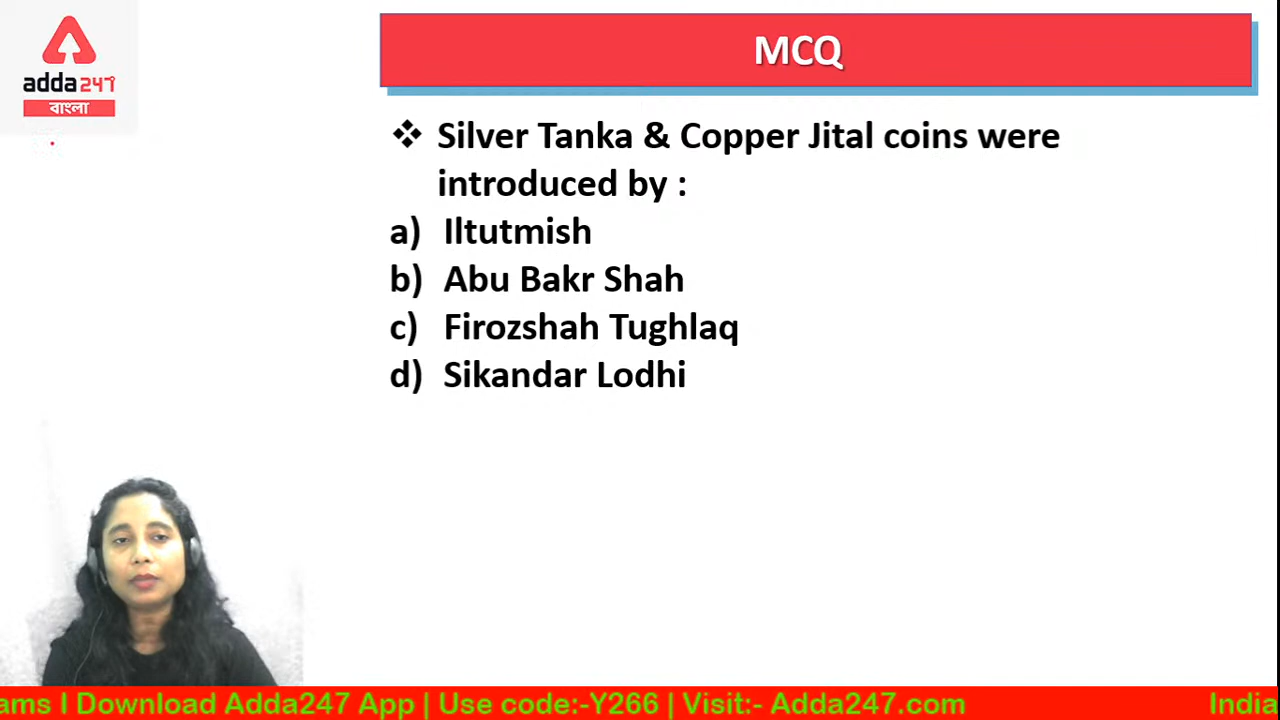 adda247
বাংলা
MCQ
❖ Silver Tanka & Copper Jital coins were
introduced by :
a) Iltutmish
b) Abu Bakr Shah
c) Firozshah Tughlaq
d) Sikandar Lodhi
ams I Download Adda247 App | Use code:-Y266 | Visit:- Adda247.com India